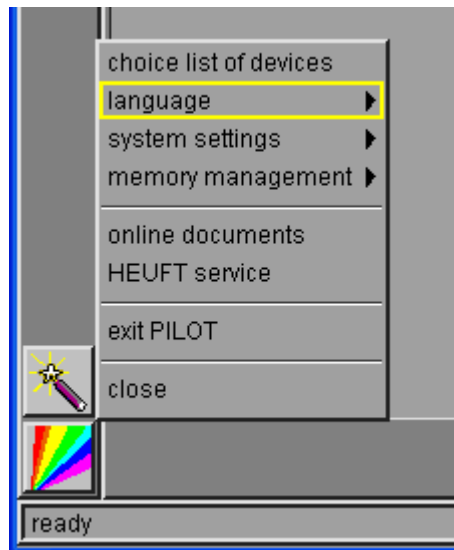 choice list of devices
language
system settings
memory management
online documents
HEUFT service
exit PILOT
close
ready